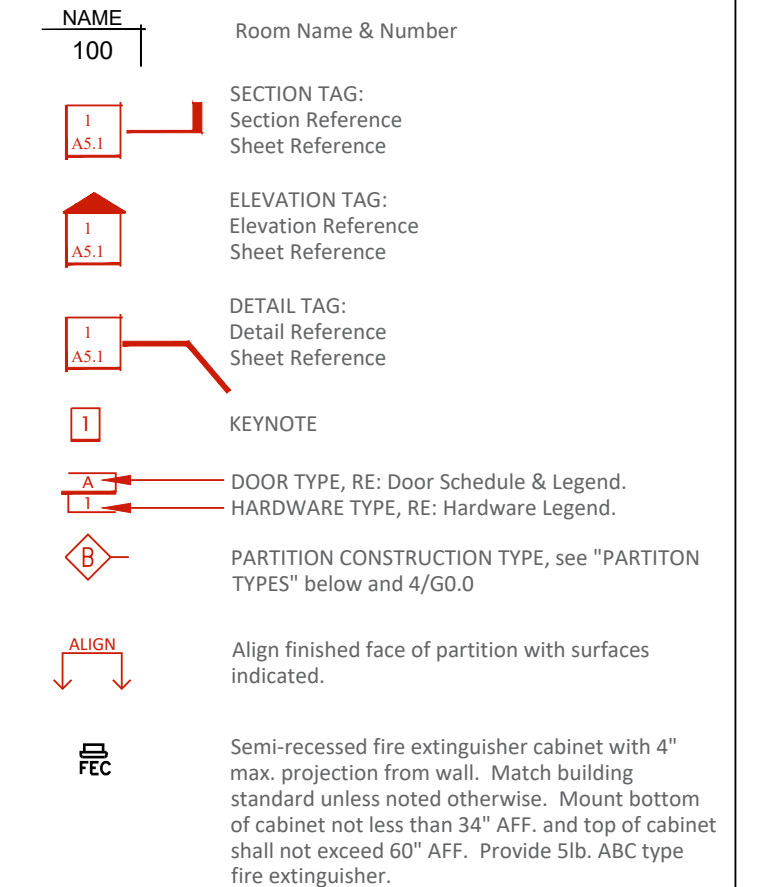 NAME
100
Room Name & Number
SECTION TAG:
1
Section Reference
A5.1
Sheet Reference
ELEVATION TAG:
1
Elevation Reference
A5.1
Sheet Reference
DETAIL TAG:
1
Detail Reference
A5.1
Sheet Reference
1
KEYNOTE
A
DOOR TYPE, RE: Door Schedule & Legend.
1
HARDWARE TYPE, RE: Hardware Legend.
B
PARTITION CONSTRUCTION TYPE, see "PARTITON
TYPES" below and 4/G0.0
ALIGN
Align finished face of partition with surfaces
indicated.
FEC
Semi-recessed fire extinguisher cabinet with 4"
max. projection from wall.  Match building
standard unless noted otherwise.  Mount bottom
of cabinet not less than 34" AFF. and top of cabinet
shall not exceed 60" AFF.  Provide 5lb. ABC type
fire extinguisher.